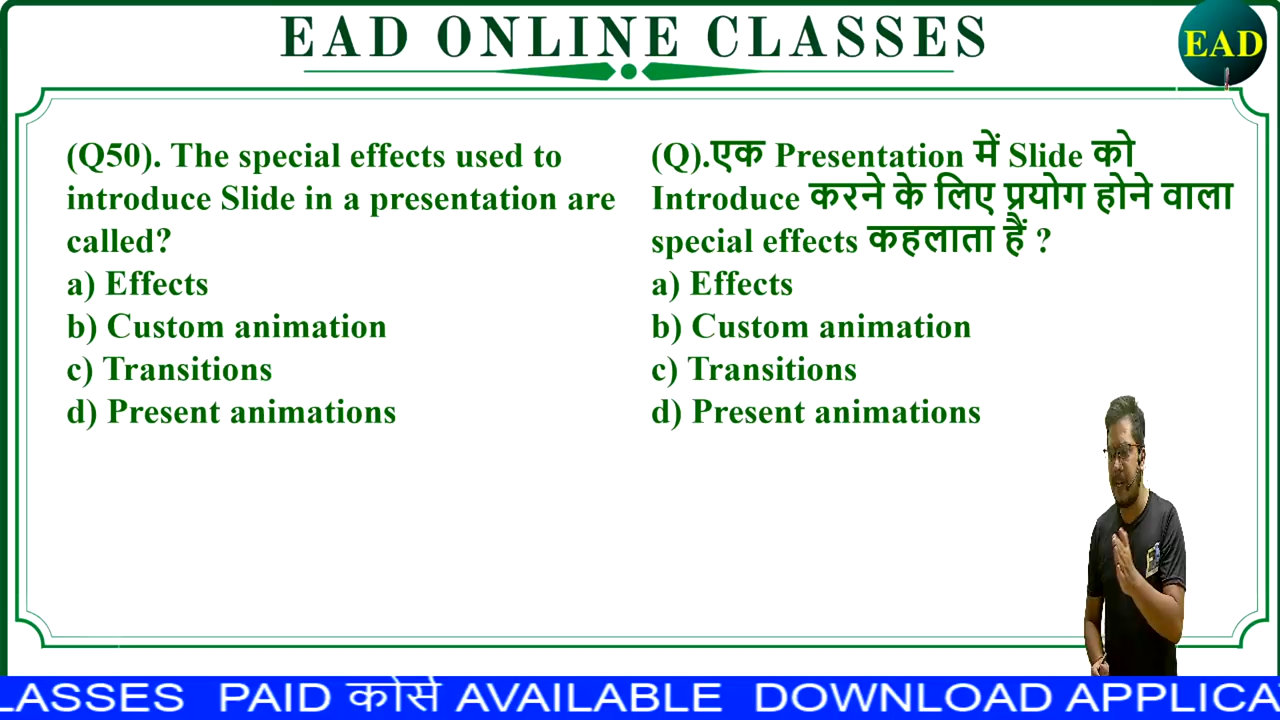 EAD ONLINE CLASSES
EAD
(Q50). The special effects used to
introduce Slide in a presentation are
called?
a) Effects
b) Custom animation
c) Transitions
d) Present animations
(Q).एक Presentation में Slide को
Introduce करने के लिए प्रयोग होने वाला
special effects कहलाता हैं ?
a) Effects
b) Custom animation
c) Transitions
d) Present animations
LASSES PAID कोर्स AVAILABLE DOWNLOAD APPLICA